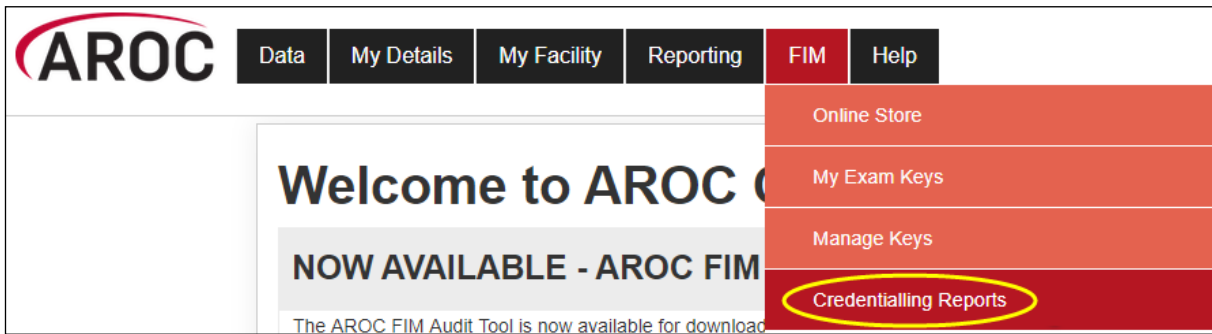 AROC
Data My Details My Facility Reporting FIM Help
Online Store
My Exam Keys
Manage Keys
Credentialling Reports
Welcome to AROC
NOW AVAILABLE - AROC FIM
The AROC FIM Audit Tool is now available for download